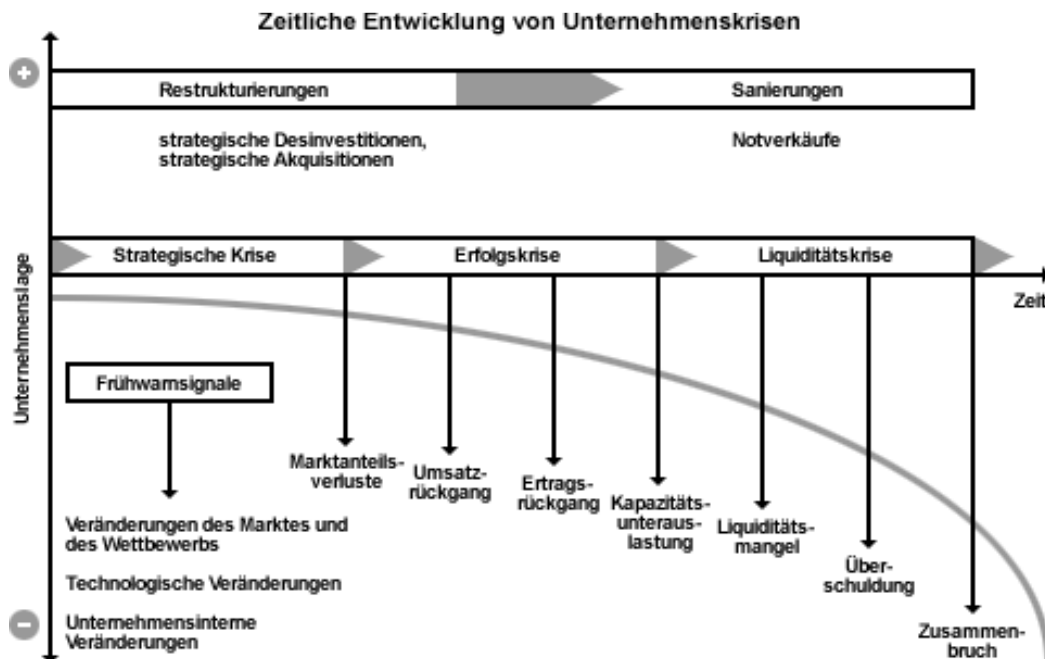 Zeitliche Entwicklung von Unternehmenskrisen
+
Restrukturierungen
Sanierungen
strategische Desinvestitionen,
strategische Akquisitionen
Notverkäufe
Unternehmenslage
Strategische Krise
Erfolgskrise
Liquiditätskrise
Zeit
Frühwarnsignale
Marktanteils-
verluste
Umsatz-
rückgang
Ertrags-
rückgang
Kapazitäts-
unteraus-
lastung
Liquiditäts-
mangel
Über-
schuldung
Zusammen-
bruch
Veränderungen des Marktes und
des Wettbewerbs
Technologische Veränderungen
Unternehmensinterne
Veränderungen
−